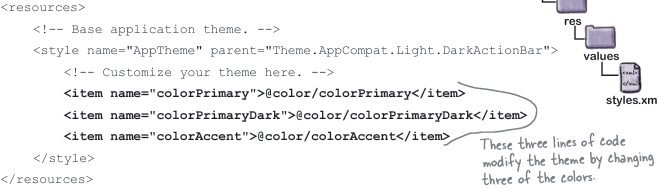 <resources>
    <!-- Base application theme. -->
    <style name="AppTheme" parent="Theme.AppCompat.Light.DarkActionBar">
        <!-- Customize your theme here. -->
        <item name="colorPrimary">@color/colorPrimary</item>
        <item name="colorPrimaryDark">@color/colorPrimaryDark</item>
        <item name="colorAccent">@color/colorAccent</item>
    </style>
</resources>
res
values
<xml>
</xml>
styles.xm
These three lines of code
modify the theme by changing
three of the colors.